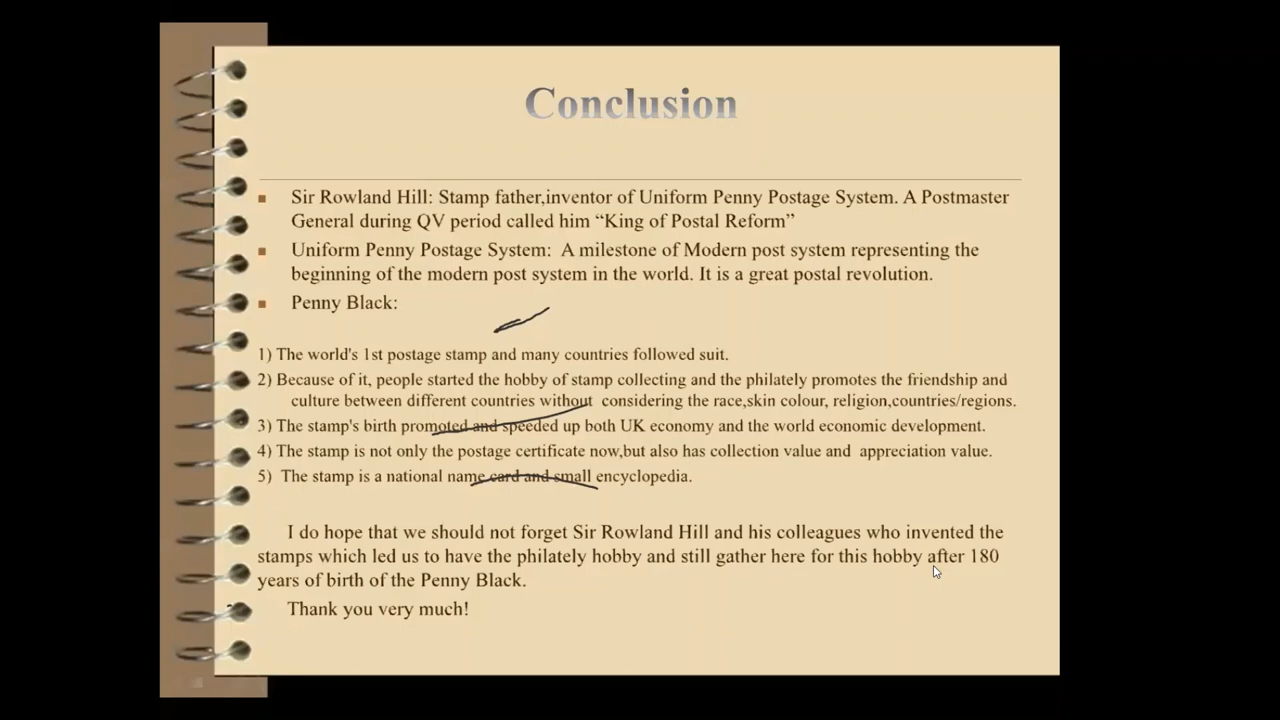 Conclusion
Sir Rowland Hill: Stamp father,inventor of Uniform Penny Postage System. A Postmaster
General during QV period called him “King of Postal Reform”
Uniform Penny Postage System:  A milestone of Modern post system representing the
beginning of the modern post system in the world. It is a great postal revolution.
Penny Black:
1) The world's 1st postage stamp and many countries followed suit.
2) Because of it, people started the hobby of stamp collecting and the philately promotes the friendship and
culture between different countries without  considering the race,skin colour, religion,countries/regions.
3) The stamp's birth promoted and speeded up both UK economy and the world economic development.
4) The stamp is not only the postage certificate now,but also has collection value and  appreciation value.
5)  The stamp is a national name card and small encyclopedia.
I do hope that we should not forget Sir Rowland Hill and his colleagues who invented the
stamps which led us to have the philately hobby and still gather here for this hobby after 180
years of birth of the Penny Black.
Thank you very much!